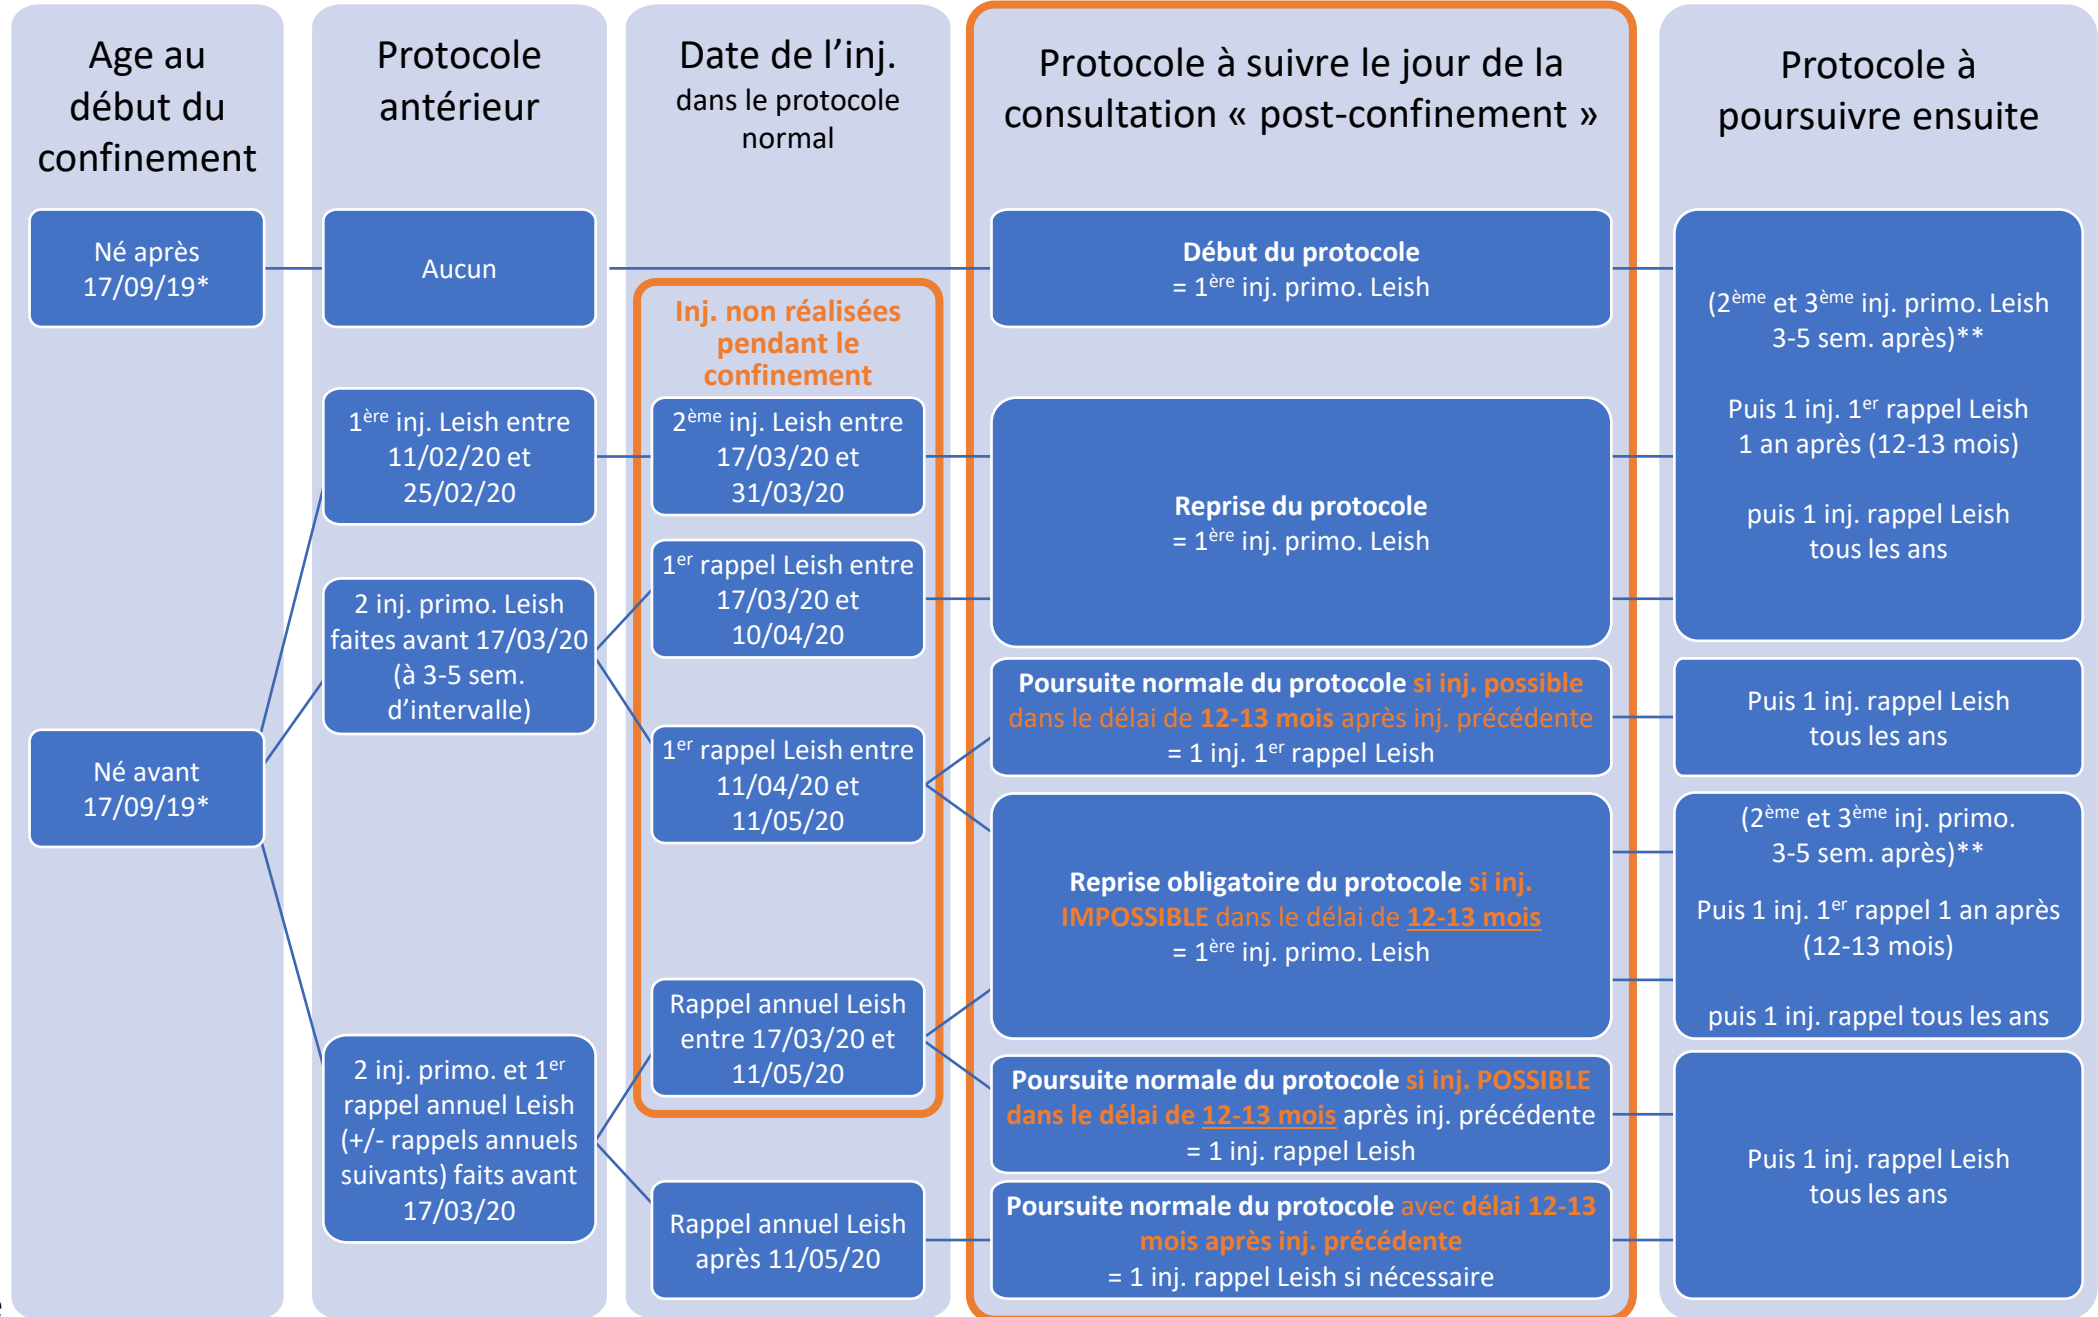 Age au
début du
confinement
Protocole
antérieur
Date de l’inj.
dans le protocole
normal
Protocole à suivre le jour de la
consultation « post-confinement »
Protocole à
poursuivre ensuite
Né après
17/09/19*
Aucun
Début du protocole
= 1ère inj. primo. Leish
(2ème et 3ème inj. primo. Leish
3-5 sem. après)**
Puis 1 inj. 1er rappel Leish
1 an après (12-13 mois)
puis 1 inj. rappel Leish
tous les ans
Inj. non réalisées
pendant le
confinement
1ère inj. Leish entre
11/02/20 et
25/02/20
2ème inj. Leish entre
17/03/20 et
31/03/20
Reprise du protocole
= 1ère inj. primo. Leish
2 inj. primo. Leish
faites avant 17/03/20
(à 3-5 sem.
d’intervalle)
1er rappel Leish entre
17/03/20 et
10/04/20
Né avant
17/09/19*
1er rappel Leish entre
11/04/20 et
11/05/20
Poursuite normale du protocole si inj. possible
dans le délai de 12-13 mois après inj. précédente
= 1 inj. 1er rappel Leish
Puis 1 inj. rappel Leish
tous les ans
Reprise obligatoire du protocole si inj.
IMPOSSIBLE dans le délai de 12-13 mois
= 1ère inj. primo. Leish
(2ème et 3ème inj. primo.
3-5 sem. après)**
Puis 1 inj. 1er rappel 1 an après
(12-13 mois)
puis 1 inj. rappel tous les ans
2 inj. primo. et 1er
rappel annuel Leish
(+/- rappels annuels
suivants) faits avant
17/03/20
Rappel annuel Leish
entre 17/03/20 et
11/05/20
Poursuite normale du protocole si inj. POSSIBLE
dans le délai de 12-13 mois après inj. précédente
= 1 inj. rappel Leish
Puis 1 inj. rappel Leish
tous les ans
Rappel annuel Leish
après 11/05/20
Poursuite normale du protocole avec délai 12-13
mois après inj. précédente
= 1 inj. rappel Leish si nécessaire